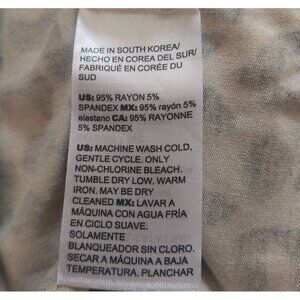 MADE IN SOUTH KOREA/
HECHO EN COREA DEL SUR/
FABRIQUÉ EN CORÉE DU
SUD
US: 95% RAYON 5%
SPANDEX MX: 95% rayón 5%
elastano CA: 95% RAYONNE
5% SPANDEX
US: MACHINE WASH COLD,
GENTLE CYCLE. ONLY
NON-CHLORINE BLEACH.
TUMBLE DRY LOW. WARM
IRON. MAY BE DRY
CLEANED MX: LAVAR A
MÁQUINA CON AGUA FRÍA
EN CICLO SUAVE.
SOLAMENTE
BLANQUEADOR SIN CLORO.
SECAR A MÁQUINA A BAJA
TEMPERATURA. PLANCHAR